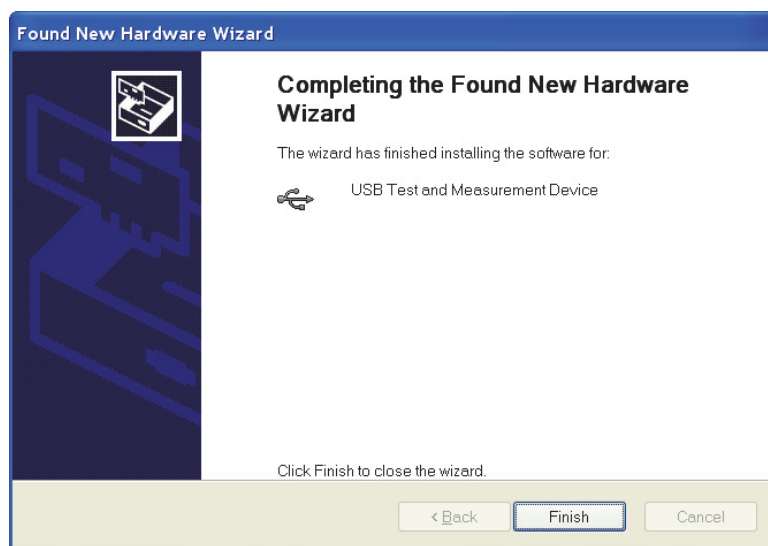 Found New Hardware Wizard
Completing the Found New Hardware
Wizard
The wizard has finished installing the software for:
USB Test and Measurement Device
Click Finish to close the wizard.
< Back Finish Cancel